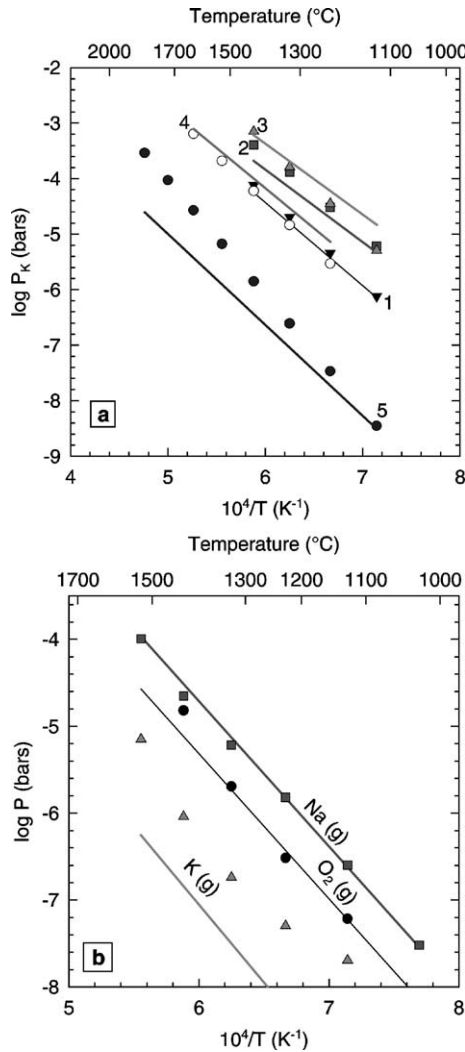 Temperature (°C)
1900 1700 1500 1300 1100 1000
-2
-3
-4
-5
-6
-7
-8
-9
log P_K (bars)
3
4
2
1
5
a
4 5 6 7 8
10⁴/T (K⁻¹)
Temperature (°C)
1700 1500 1300 1200 1100 1000
-4
-5
-6
-7
-8
log P (bars)
Na (g)
O₂ (g)
K (g)
b
5 6 7 8
10⁴/T (K⁻¹)